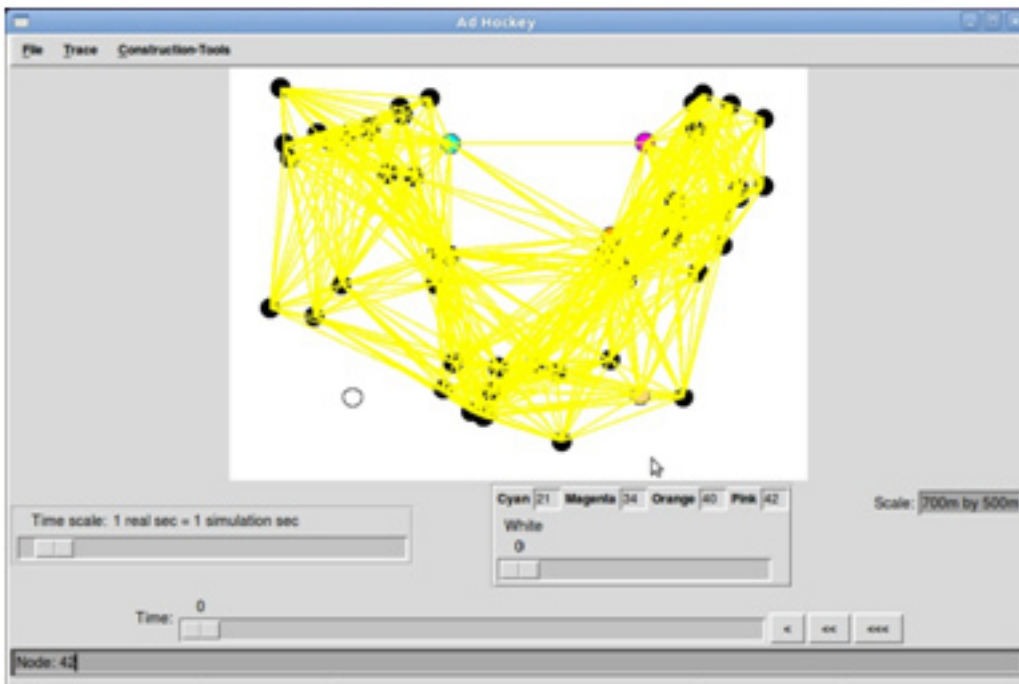 Ad Hockey
File Trace Construction-Tools
Cyan 21 Magenta 34 Orange 40 Pink 42
Scale: 700m by 500m
Time scale: 1 real sec = 1 simulation sec
White
0
0
Time:
< << <<<
Node: 42